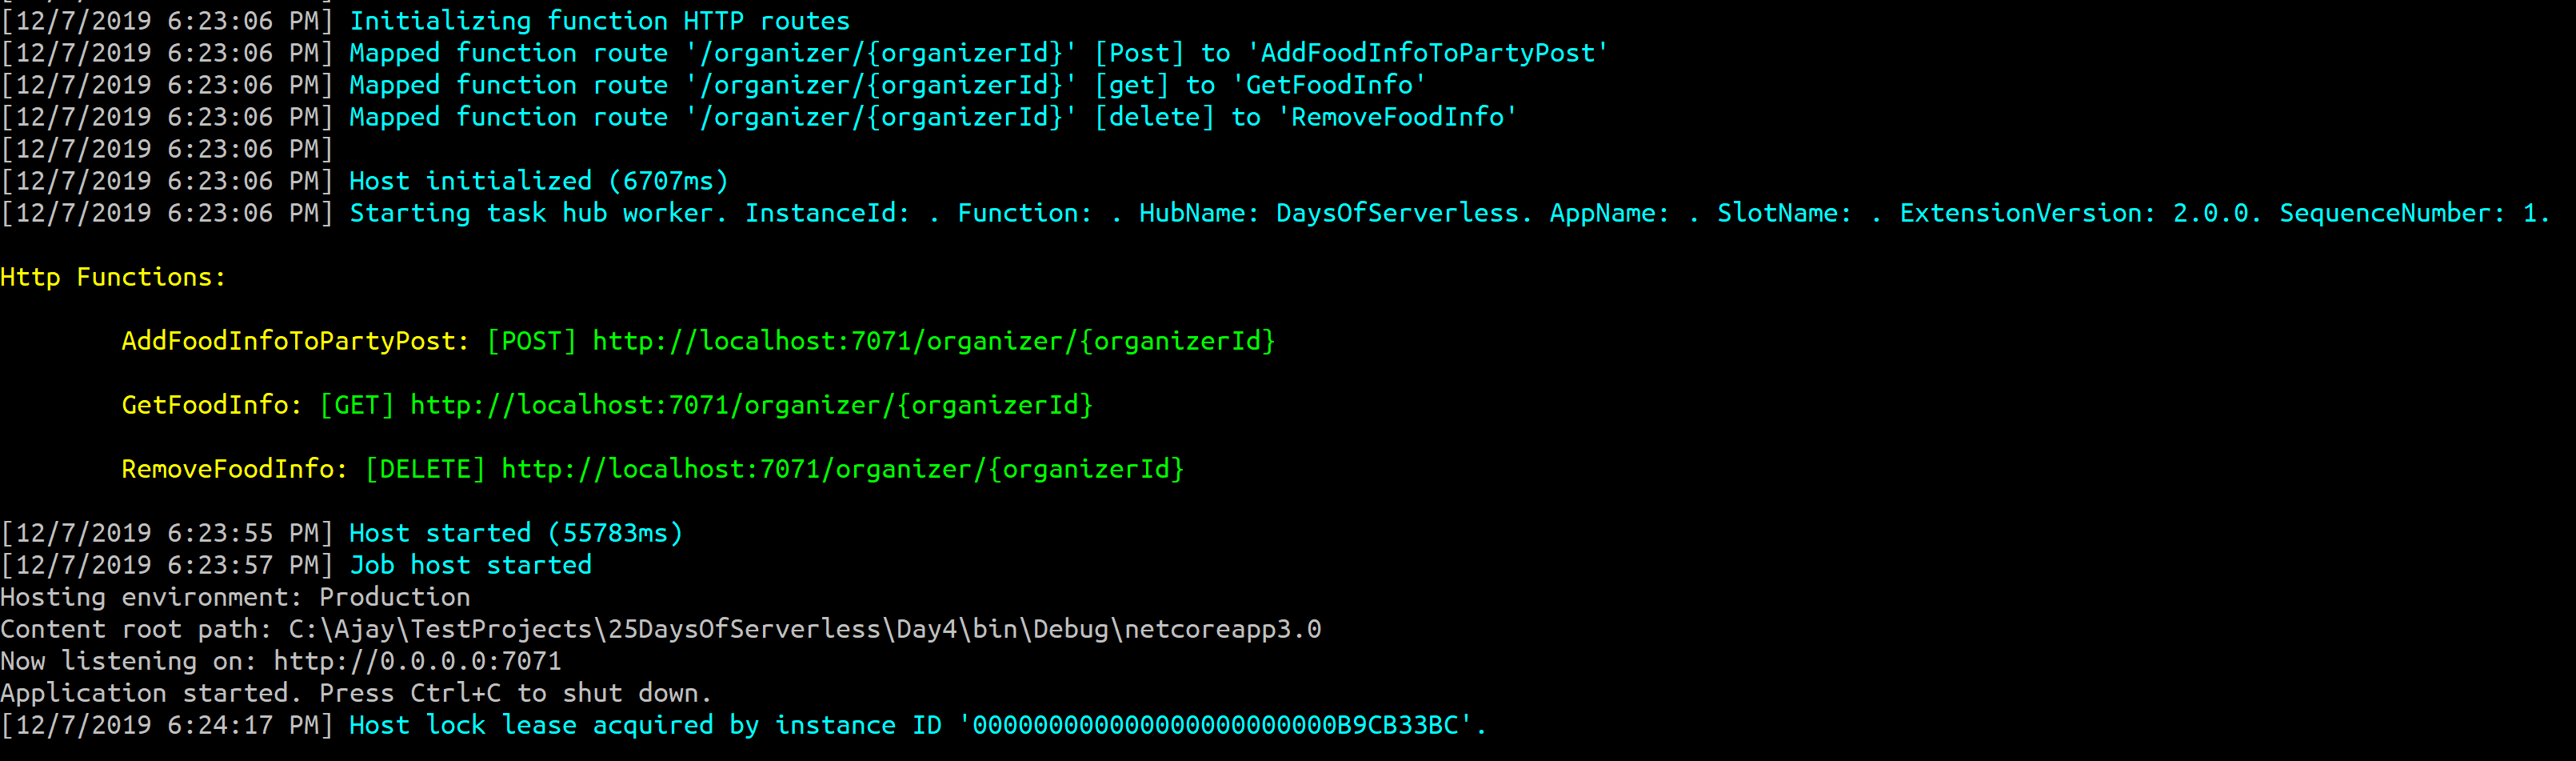 [12/7/2019 6:23:06 PM] Initializing function HTTP routes
[12/7/2019 6:23:06 PM] Mapped function route '/organizer/{organizerId}' [Post] to 'AddFoodInfoToPartyPost'
[12/7/2019 6:23:06 PM] Mapped function route '/organizer/{organizerId}' [get] to 'GetFoodInfo'
[12/7/2019 6:23:06 PM] Mapped function route '/organizer/{organizerId}' [delete] to 'RemoveFoodInfo'
[12/7/2019 6:23:06 PM]
[12/7/2019 6:23:06 PM] Host initialized (6707ms)
[12/7/2019 6:23:06 PM] Starting task hub worker. InstanceId: . Function: . HubName: DaysOfServerless. AppName: . SlotName: . ExtensionVersion: 2.0.0. SequenceNumber: 1.
Http Functions:
AddFoodInfoToPartyPost: [POST] http://localhost:7071/organizer/{organizerId}
GetFoodInfo: [GET] http://localhost:7071/organizer/{organizerId}
RemoveFoodInfo: [DELETE] http://localhost:7071/organizer/{organizerId}
[12/7/2019 6:23:55 PM] Host started (55783ms)
[12/7/2019 6:23:57 PM] Job host started
Hosting environment: Production
Content root path: C:\Ajay\TestProjects\25DaysOfServerless\Day4\bin\Debug\netcoreapp3.0
Now listening on: http://0.0.0.0:7071
Application started. Press Ctrl+C to shut down.
[12/7/2019 6:24:17 PM] Host lock lease acquired by instance ID '000000000000000000000000B9CB33BC'.